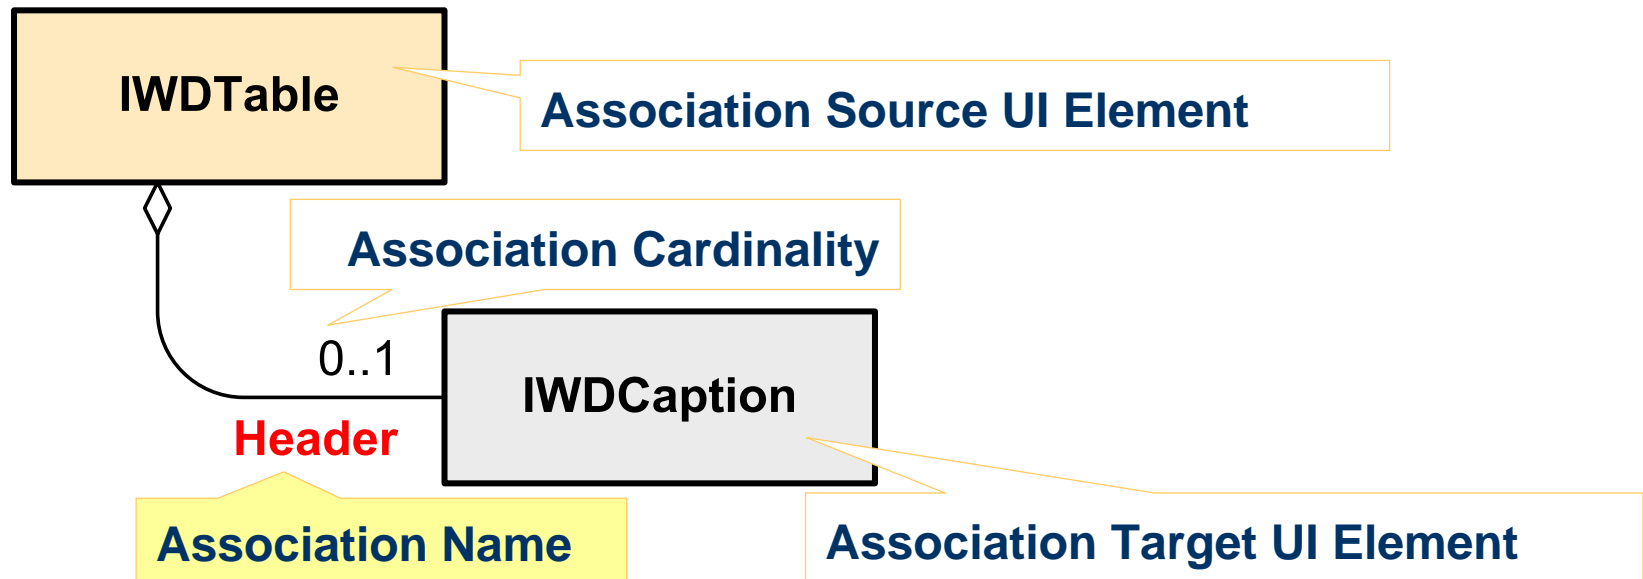 IWDTable
Association Source UI Element
Association Cardinality
0..1
IWDCaption
Header
Association Name
Association Target UI Element